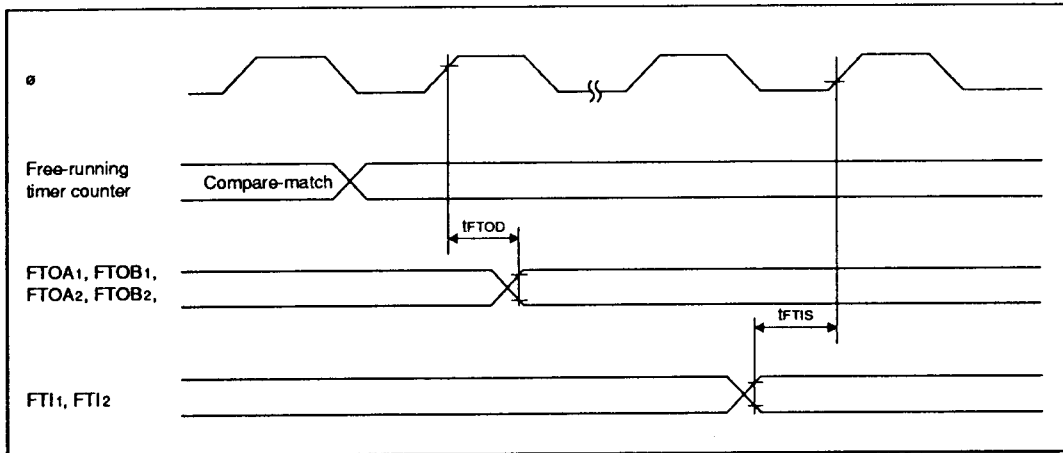 ø
Free-running
timer counter
Compare-match
tFTOD
FTOA1, FTOB1,
FTOA2, FTOB2,
tFTIS
FTI1, FTI2